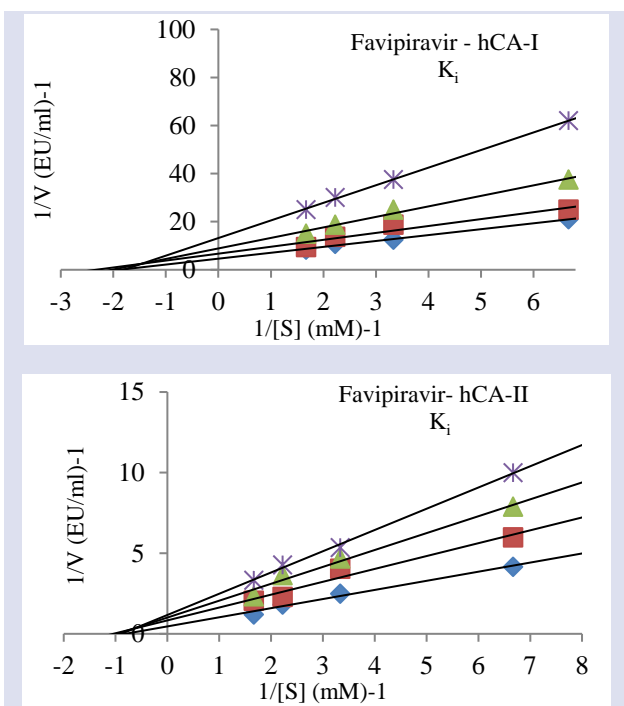 Favipiravir - hCA-I
K_i
1/V (EU/ml)-1
100
80
60
40
20
0
-3 -2 -1 0 1 2 3 4 5 6
1/[S] (mM)-1
Favipiravir- hCA-II
K_i
1/V (EU/ml)-1
15
10
5
0
-2 -1 0 1 2 3 4 5 6 7 8
1/[S] (mM)-1